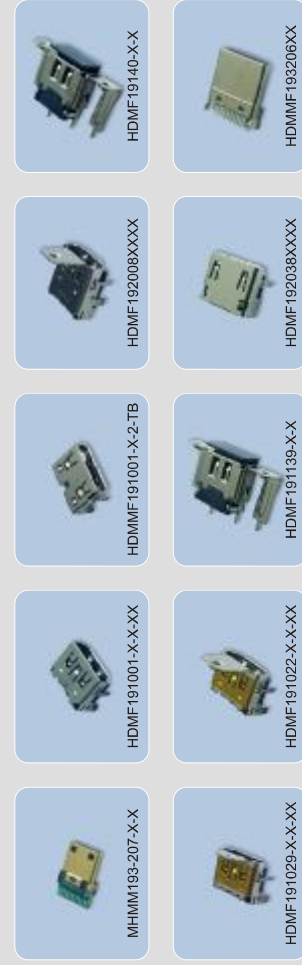 MHMM193-207-X-X
HDMF191001-X-X-XX
HDMMF191001-X-2-TB
HDMF192008XXXX
HDMF19140-X-X
HDMF191029-X-X-XX
HDMF191022-X-X-XX
HDMF191139-X-X
HDMF192038XXXX
HDMMF193206XX